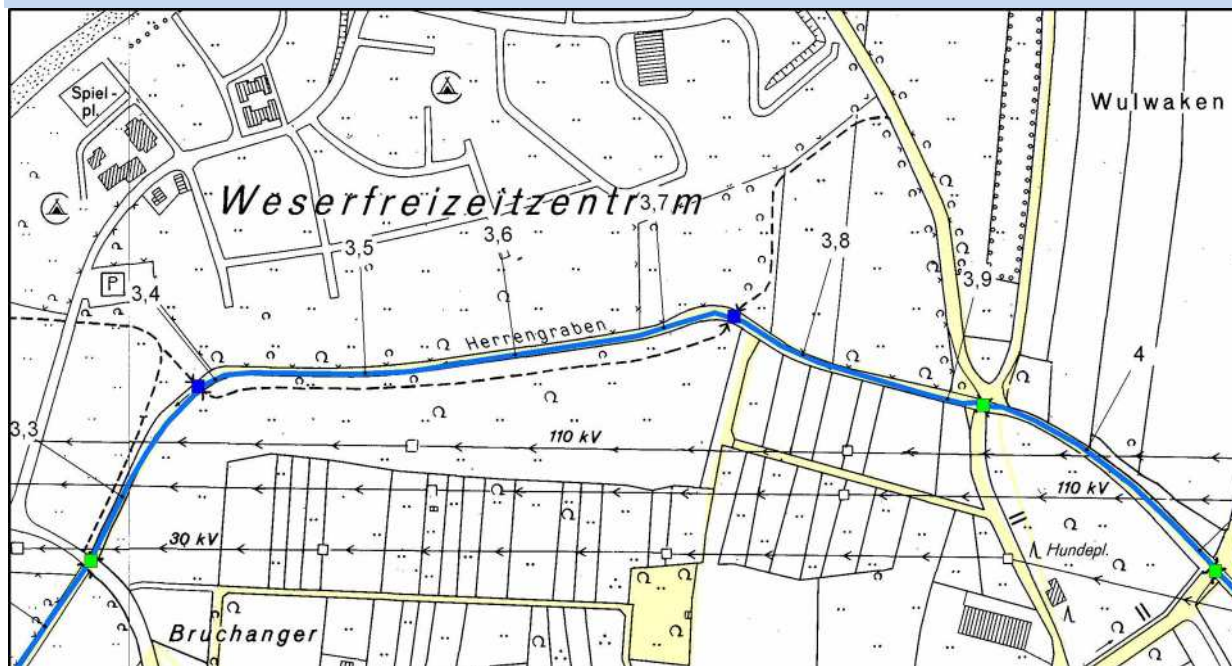 Spiel-
pl.
Wulwaken
Weserfreizeitzentrum
3,7
3,6
3,5
3,8
3,9
P
3,4
Herrengraben
4
3,3
110 kV
110 kV
30 kV
Hundepl.
Bruchanger